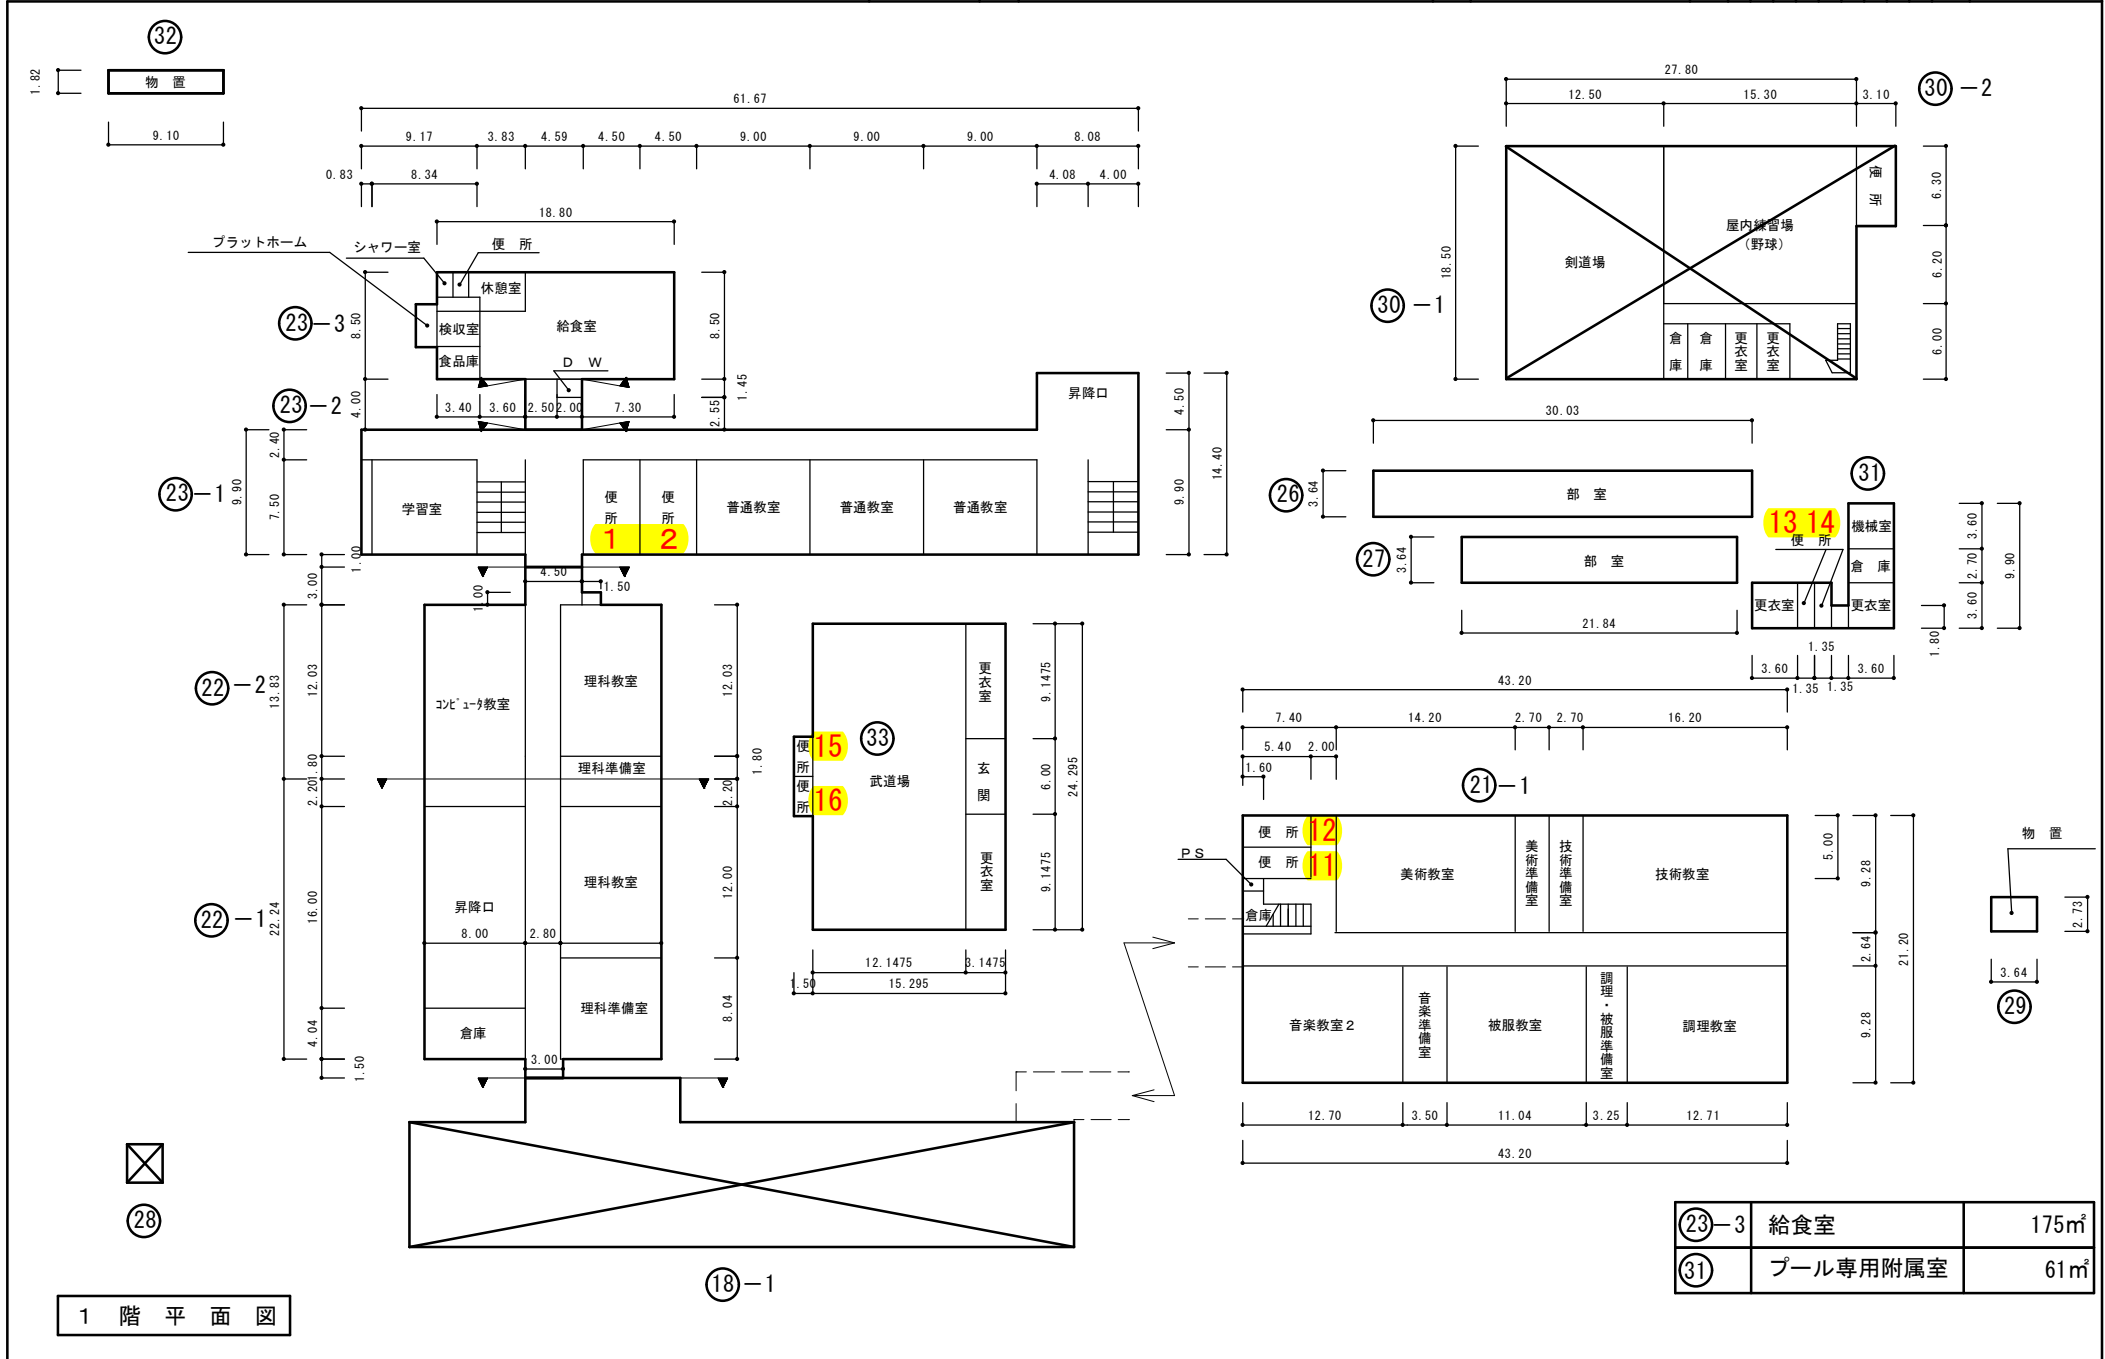 32
物 置
1.82
9.10
61.67
9.17 3.83 4.59 4.50 4.50 9.00 9.00 9.00 8.08
0.83 8.34 4.08 4.00
18.80
プラットホーム
シャワー室
便 所
休憩室
23-3
8.50
検収室
給食室
8.50
食品庫
D W
1.45
23-2
4.00
3.40 3.60 2.50 2.00 7.30
2.55
昇降口
4.50
14.40
23-1
9.90
2.40
7.50
学習室
便所
1
便所
2
普通教室
普通教室
普通教室
9.90
1.00
3.00
4.50
1.50
1.00
22-2
13.83
12.03
コンピュータ教室
理科教室
12.03
1.80
理科準備室
1.80
2.20
2.20
22-1
22.24
16.00
昇降口
理科教室
12.00
8.00 2.80
理科準備室
8.04
4.04
倉庫
1.50
3.00
更衣室
9.1475
便所
15
33
便所
16
武道場
玄関
6.00
24.295
更衣室
9.1475
12.1475 3.1475
1.50 15.295
28
18-1
1 階 平 面 図
27.80
30-2
12.50 15.30 3.10
便所
6.30
屋内練習場
(野球)
18.50
剣道場
6.20
30-1
倉庫
倉庫
更衣室
更衣室
6.00
30.03
26
3.64
部 室
31
13 14
便 所
機械室
3.60
27
3.64
部 室
倉 庫
2.70
9.90
更衣室
更衣室
3.60
21.84
1.80
1.35
3.60 3.60
1.35 1.35
43.20
7.40 14.20 2.70 2.70 16.20
5.40 2.00
1.60
21-1
便 所
12
便 所
11
PS
倉庫
美術教室
美術準備室
技術準備室
技術教室
5.00
9.28
2.64
21.20
音楽教室2
音楽準備室
被服教室
調理・被服準備室
調理教室
9.28
12.70 3.50 11.04 3.25 12.71
43.20
物 置
2.73
3.64
29
23-3 給食室 175㎡
31 プール専用附属室 61㎡